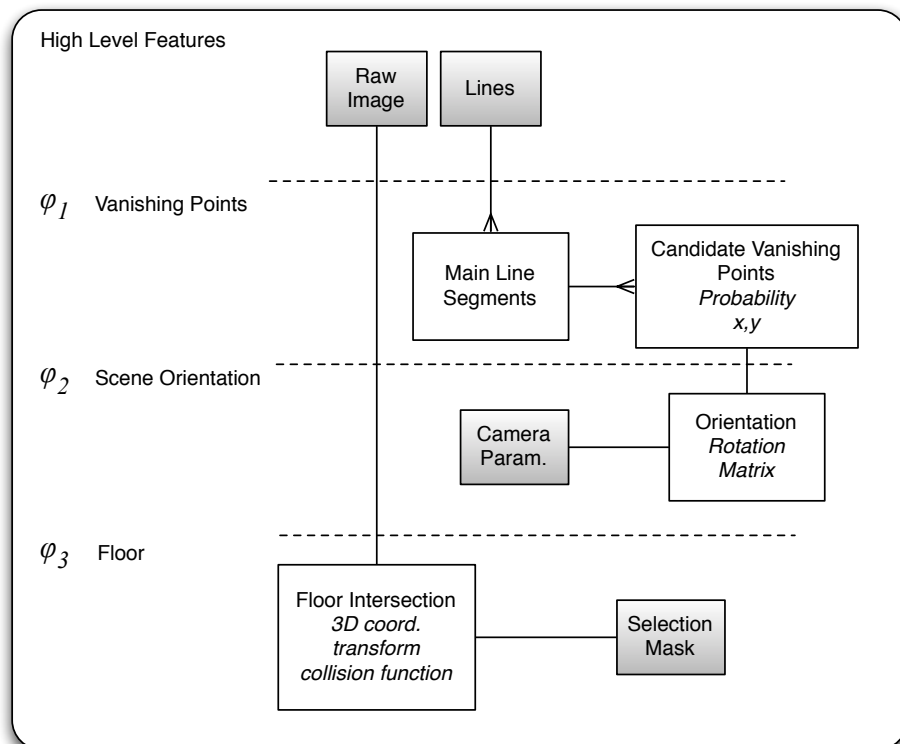 High Level Features
Raw
Image
Lines
φ1 Vanishing Points
Main Line
Segments
Candidate Vanishing
Points
Probability
x,y
φ2 Scene Orientation
Camera
Param.
Orientation
Rotation
Matrix
φ3 Floor
Floor Intersection
3D coord.
transform
collision function
Selection
Mask